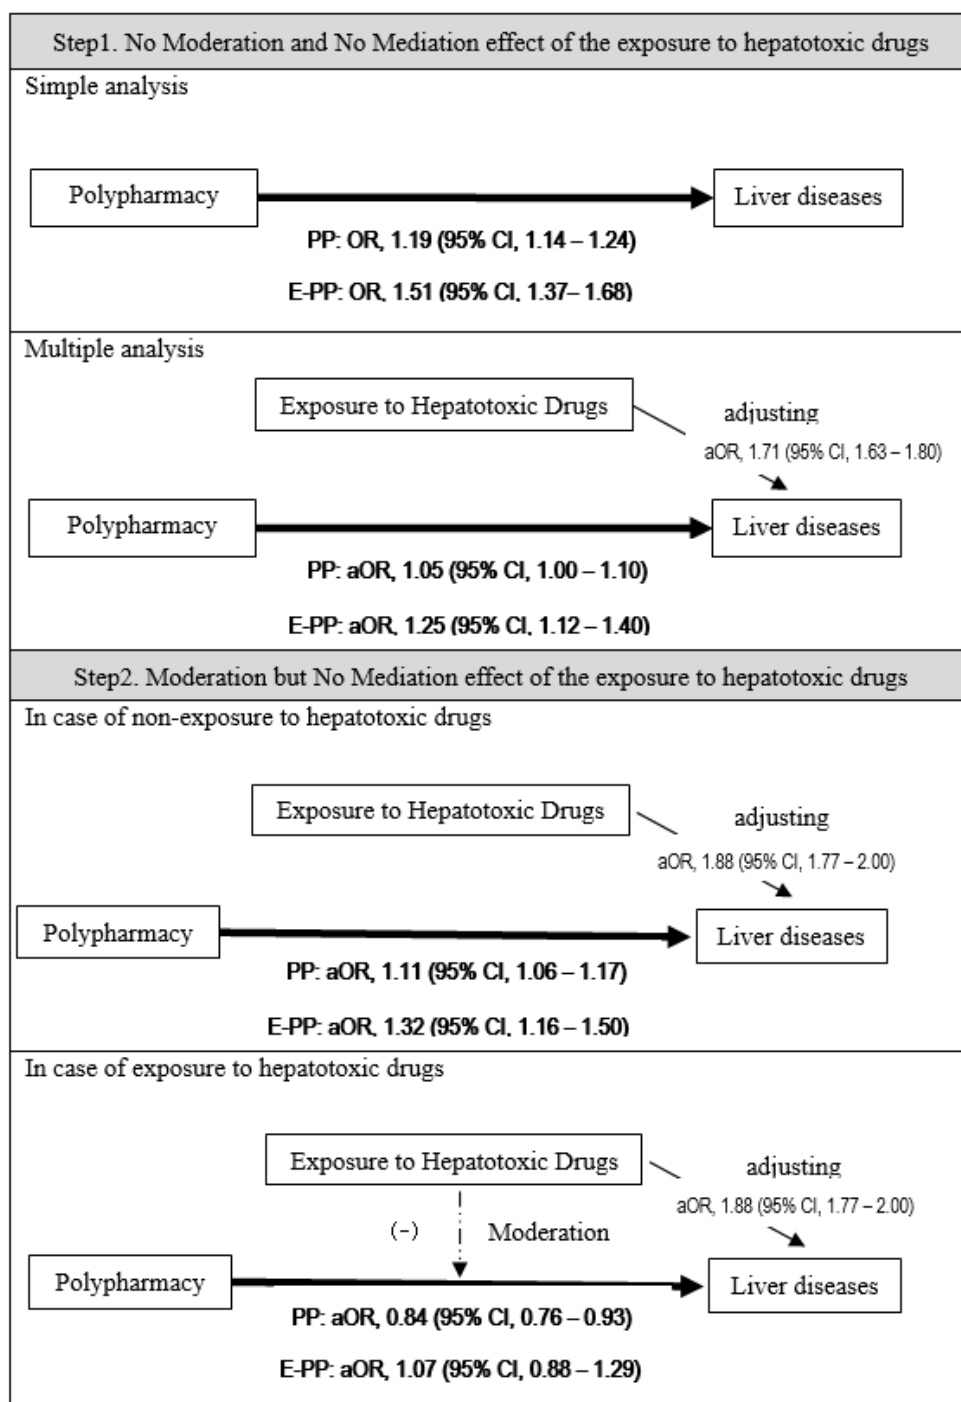 Step1. No Moderation and No Mediation effect of the exposure to hepatotoxic drugs
Simple analysis
Polypharmacy
Liver diseases
PP: OR, 1.19 (95% CI, 1.14 – 1.24)
E-PP: OR, 1.51 (95% CI, 1.37– 1.68)
Multiple analysis
Exposure to Hepatotoxic Drugs
adjusting
aOR, 1.71 (95% CI, 1.63 – 1.80)
Polypharmacy
Liver diseases
PP: aOR, 1.05 (95% CI, 1.00 – 1.10)
E-PP: aOR, 1.25 (95% CI, 1.12 – 1.40)
Step2. Moderation but No Mediation effect of the exposure to hepatotoxic drugs
In case of non-exposure to hepatotoxic drugs
Exposure to Hepatotoxic Drugs
adjusting
aOR, 1.88 (95% CI, 1.77 – 2.00)
Polypharmacy
Liver diseases
PP: aOR, 1.11 (95% CI, 1.06 – 1.17)
E-PP: aOR, 1.32 (95% CI, 1.16 – 1.50)
In case of exposure to hepatotoxic drugs
Exposure to Hepatotoxic Drugs
adjusting
aOR, 1.88 (95% CI, 1.77 – 2.00)
(-) Moderation
Polypharmacy
Liver diseases
PP: aOR, 0.84 (95% CI, 0.76 – 0.93)
E-PP: aOR, 1.07 (95% CI, 0.88 – 1.29)